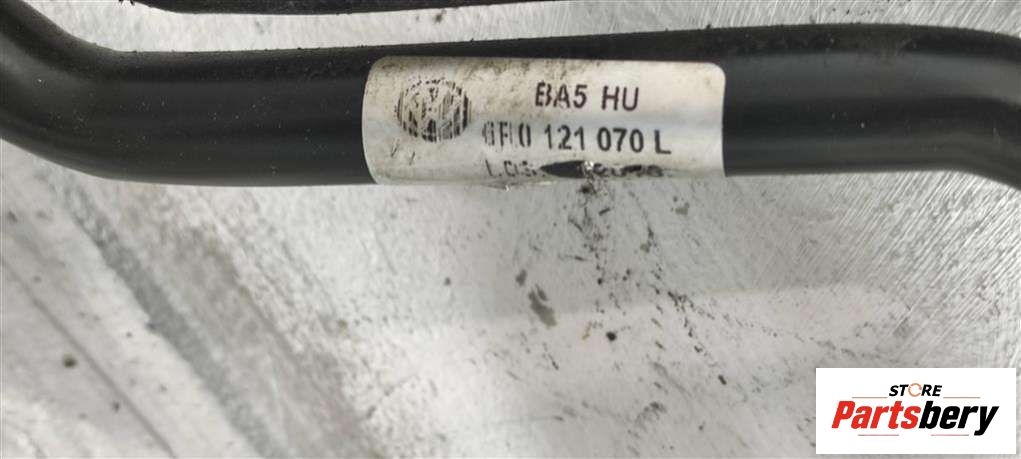 BA5 HU
6R0 121 070 L
STORE
Partsbery